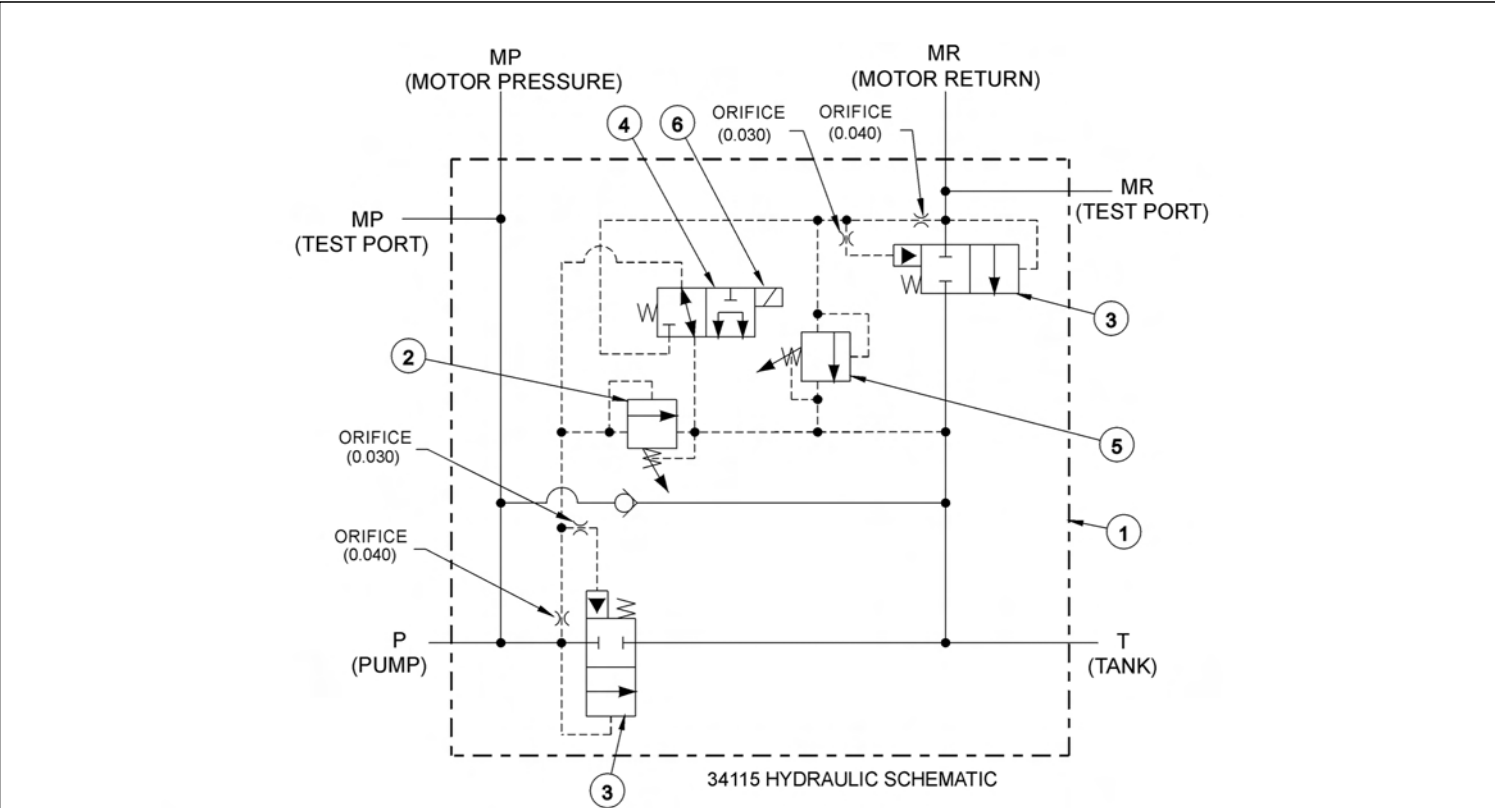 MP
(MOTOR PRESSURE)
MR
(MOTOR RETURN)
4
6
ORIFICE
(0.030)
ORIFICE
(0.040)
MP
(TEST PORT)
MR
(TEST PORT)
3
2
5
ORIFICE
(0.030)
ORIFICE
(0.040)
1
P
(PUMP)
T
(TANK)
3
34115 HYDRAULIC SCHEMATIC